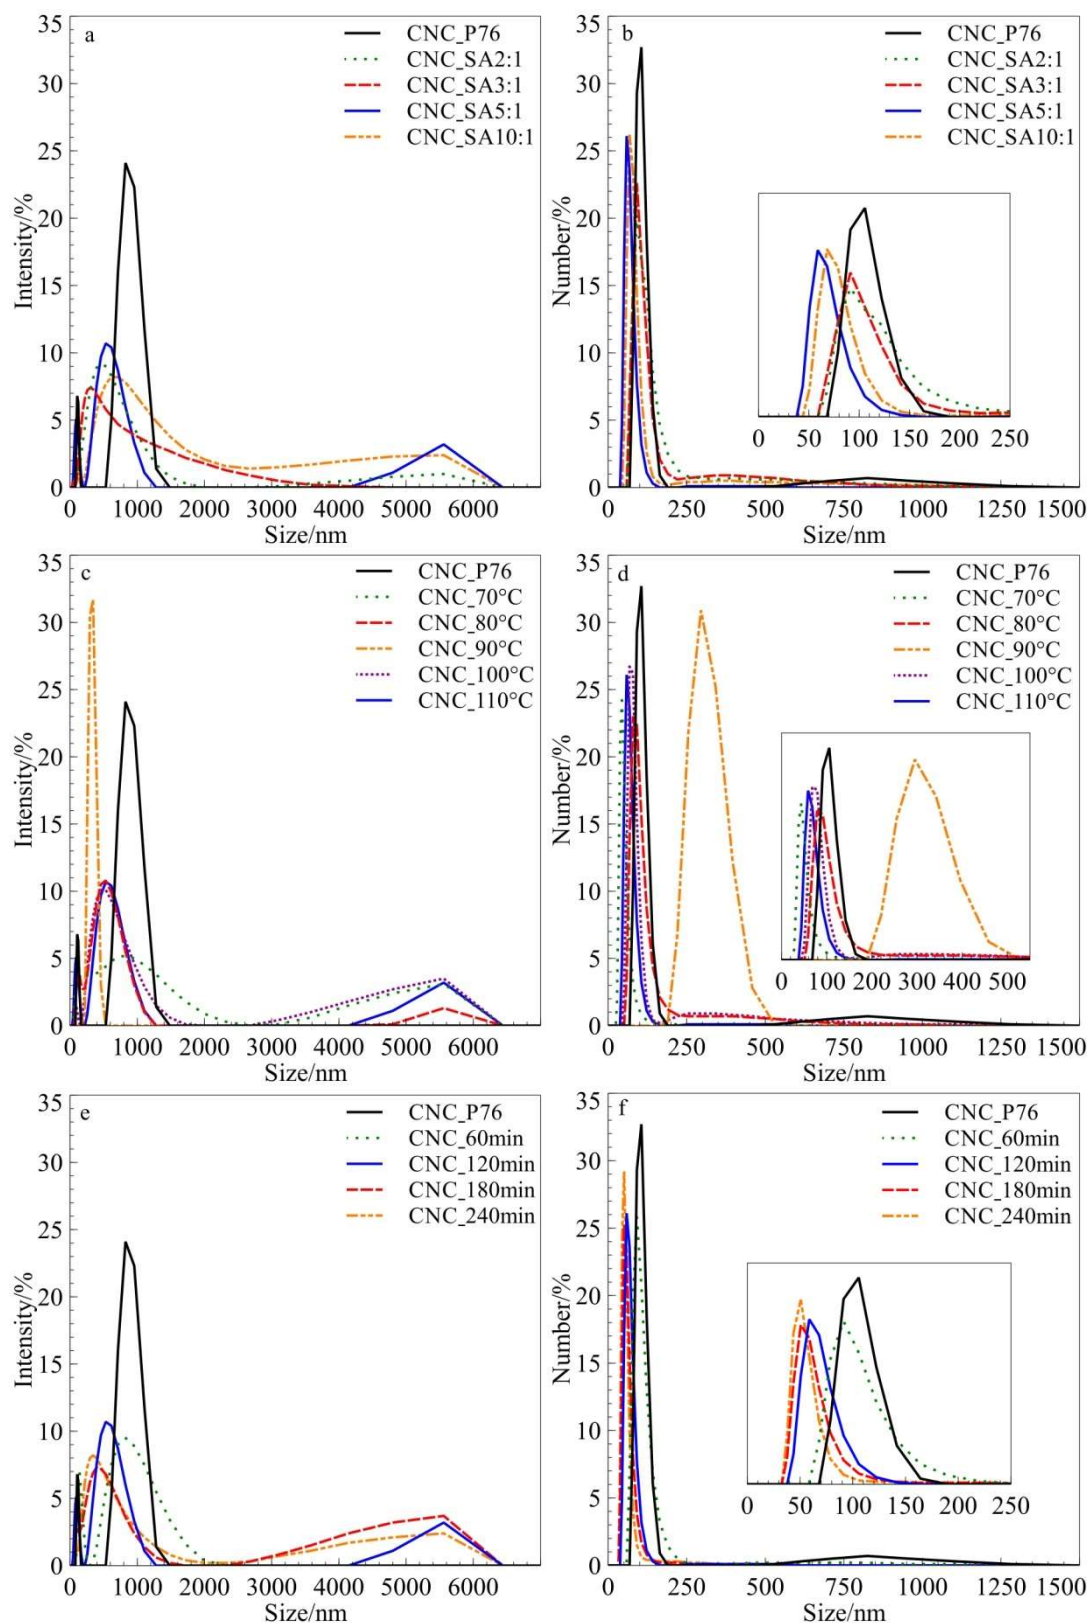 a
CNC_P76
CNC_SA2:1
CNC_SA3:1
CNC_SA5:1
CNC_SA10:1
35
30
25
20
15
10
5
0
Intensity/%
0 1000 2000 3000 4000 5000 6000
Size/nm
b
CNC_P76
CNC_SA2:1
CNC_SA3:1
CNC_SA5:1
CNC_SA10:1
35
30
25
20
15
10
5
0
Number/%
0 50 100 150 200 250
0 250 500 750 1000 1250 1500
Size/nm
c
CNC_P76
CNC_70°C
CNC_80°C
CNC_90°C
CNC_100°C
CNC_110°C
35
30
25
20
15
10
5
0
Intensity/%
0 1000 2000 3000 4000 5000 6000
Size/nm
d
CNC_P76
CNC_70°C
CNC_80°C
CNC_90°C
CNC_100°C
CNC_110°C
35
30
25
20
15
10
5
0
Number/%
0 100 200 300 400 500
0 250 500 750 1000 1250 1500
Size/nm
e
CNC_P76
CNC_60min
CNC_120min
CNC_180min
CNC_240min
35
30
25
20
15
10
5
0
Intensity/%
0 1000 2000 3000 4000 5000 6000
Size/nm
f
CNC_P76
CNC_60min
CNC_120min
CNC_180min
CNC_240min
35
30
25
20
15
10
5
0
Number/%
0 50 100 150 200 250
0 250 500 750 1000 1250 1500
Size/nm